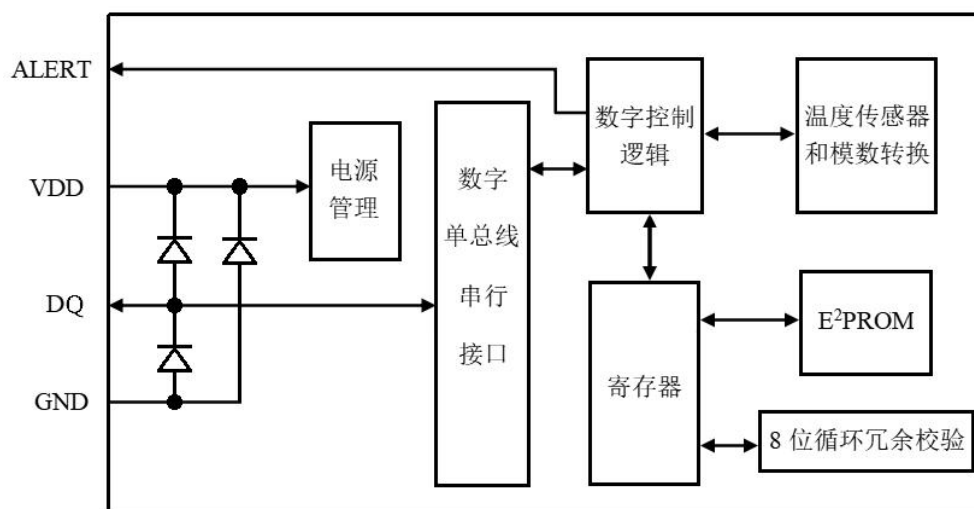 ALERT
VDD
DQ
GND
电源
管理
数字
单总线
串行
接口
数字控制
逻辑
温度传感器
和模数转换
寄存器
E²PROM
8 位循环冗余校验